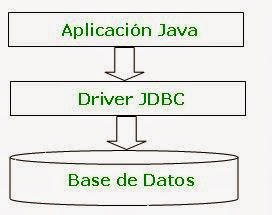 Aplicación Java
Driver JDBC
Base de Datos